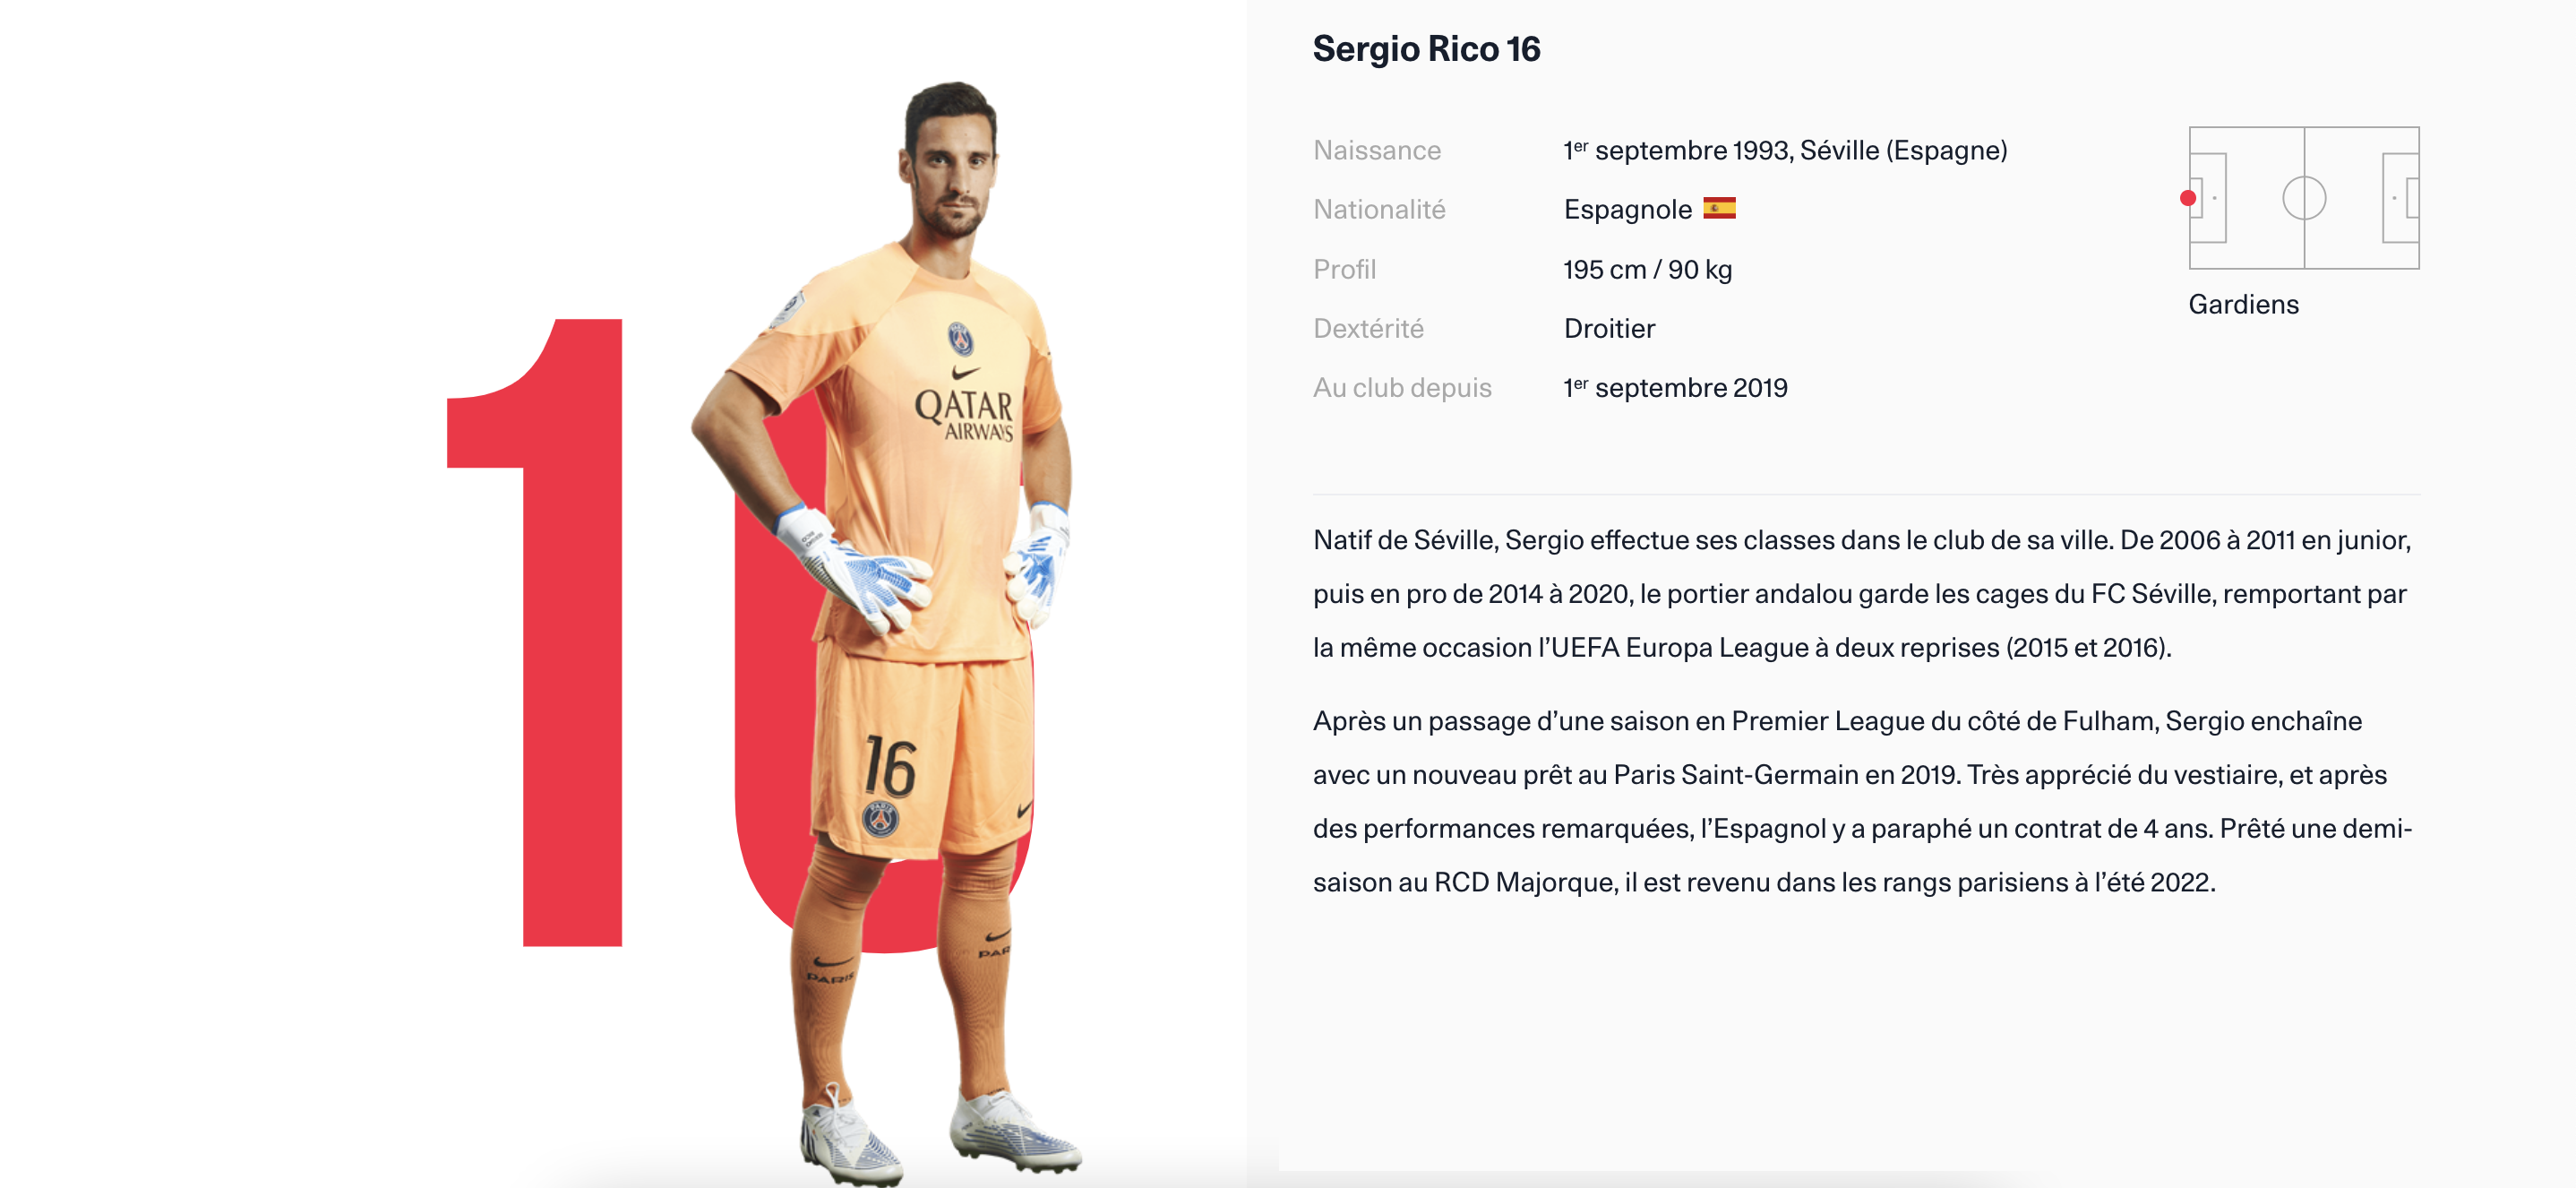 Sergio Rico 16
Naissance 1er septembre 1993, Séville (Espagne)
Nationalité Espagnole
Profil 195 cm / 90 kg
Dextérité Droitier
Au club depuis 1er septembre 2019
Gardiens
Natif de Séville, Sergio effectue ses classes dans le club de sa ville. De 2006 à 2011 en junior,
puis en pro de 2014 à 2020, le portier andalou garde les cages du FC Séville, remportant par
la même occasion l’UEFA Europa League à deux reprises (2015 et 2016).
Après un passage d’une saison en Premier League du côté de Fulham, Sergio enchaîne
avec un nouveau prêt au Paris Saint-Germain en 2019. Très apprécié du vestiaire, et après
des performances remarquées, l’Espagnol y a paraphé un contrat de 4 ans. Prêté une demi-
saison au RCD Majorque, il est revenu dans les rangs parisiens à l’été 2022.
16
QATAR
AIRWAYS
16
PARIS
PARIS
PAR